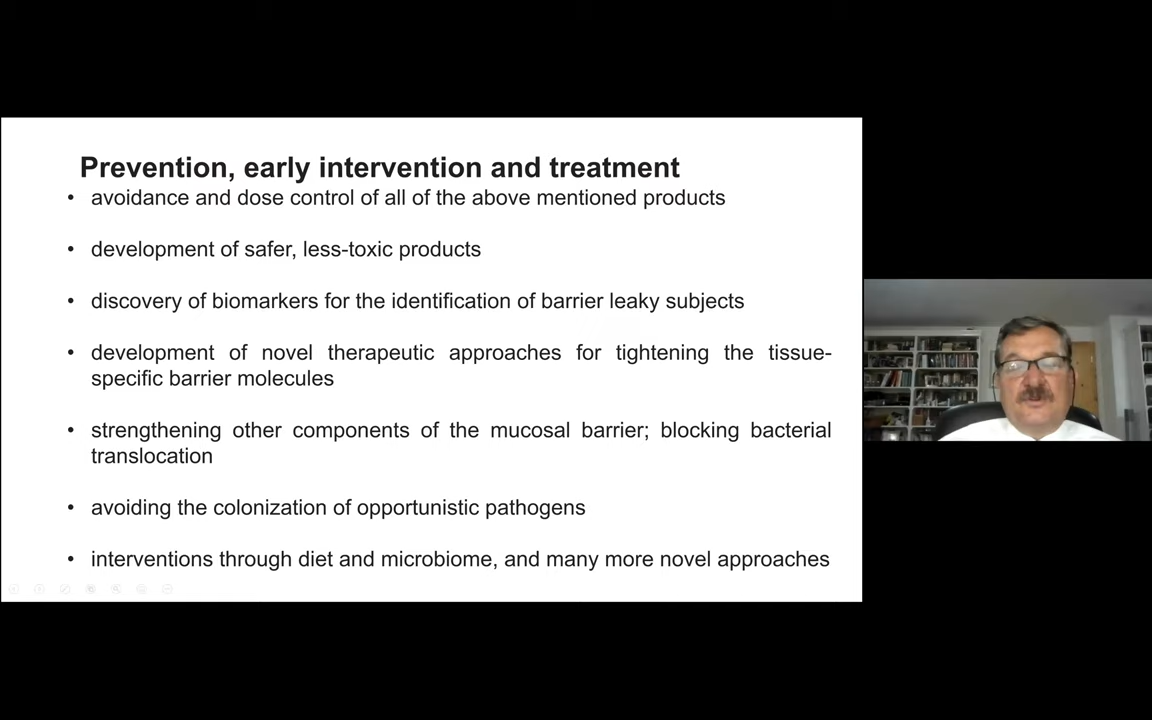 Prevention, early intervention and treatment
• avoidance and dose control of all of the above mentioned products
• development of safer, less-toxic products
• discovery of biomarkers for the identification of barrier leaky subjects
• development of novel therapeutic approaches for tightening the tissue-
specific barrier molecules
• strengthening other components of the mucosal barrier; blocking bacterial
translocation
• avoiding the colonization of opportunistic pathogens
• interventions through diet and microbiome, and many more novel approaches